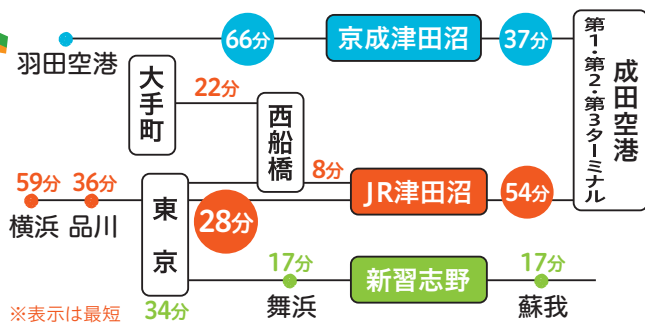 66分
京成津田沼
37分
羽田空港
大手町
22分
西船橋
第1・第2・第3ターミナル
成田空港
8分
59分
36分
JR津田沼
54分
横浜
品川
東京
28分
17分
新習志野
17分
舞浜
蘇我
34分
※表示は最短